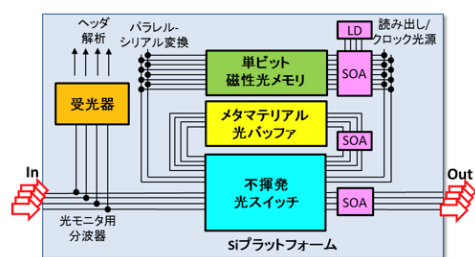 ヘッダ
解析
パラレル-
シリアル変換
LD
読み出し/
クロック光源
単ビット
磁性光メモリ
SOA
受光器
メタマテリアル
光バッファ
SOA
In
不揮発
光スイッチ
SOA
Out
光モニタ用
分波器
Siプラットフォーム